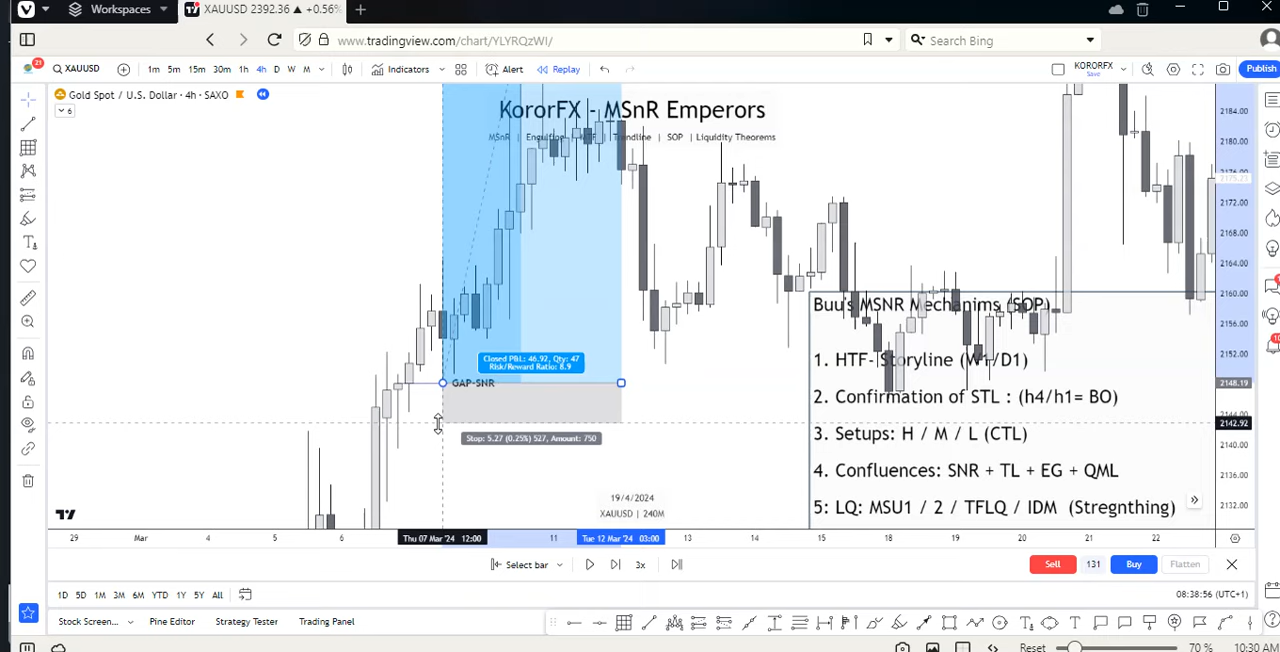 Workspaces XAUUSD 2392.36 ▲ +0.56%
www.tradingview.com/chart/YLYRQzWI/ Search Bing
21 XAUUSD 1m 5m 15m 30m 1h 4h D W M Indicators Alert Replay KORORFX Save Publish
Gold Spot / U.S. Dollar · 4h · SAXO
6
KororFX - MSnR Emperors
MSnR | Engulfing | | Trendline | SOP | Liquidity Theorems
2184.00
2180.00
2176.00
2175.23
2172.00
2168.00
2164.00
2160.00
2156.00
2152.00
2148.19
2144.00
2142.92
2140.00
2136.00
2132.00
Closed P&L: 46.92, Qty: 47
Risk/Reward Ratio: 8.9
GAP-SNR
Stop: 5.27 (0.25%) 527, Amount: 750
Buu's MSNR Mechanims (SOP)
1. HTF- Storyline (W1/D1)
2. Confirmation of STL : (h4/h1= BO)
3. Setups: H / M / L (CTL)
4. Confluences: SNR + TL + EG + QML
5: LQ: MSU1 / 2 / TFLQ / IDM (Stregnthing)
19/4/2024
XAUUSD | 240M
29 Mar 4 5 6 Thu 07 Mar '24 12:00 11 Tue 12 Mar '24 03:00 13 14 15 18 19 20 21 22
Select bar 3x Sell 131 Buy Flatten
1D 5D 1M 3M 6M YTD 1Y 5Y All 08:38:56 (UTC+1)
Stock Screen... Pine Editor Strategy Tester Trading Panel
Reset 70 % 10:30 AM